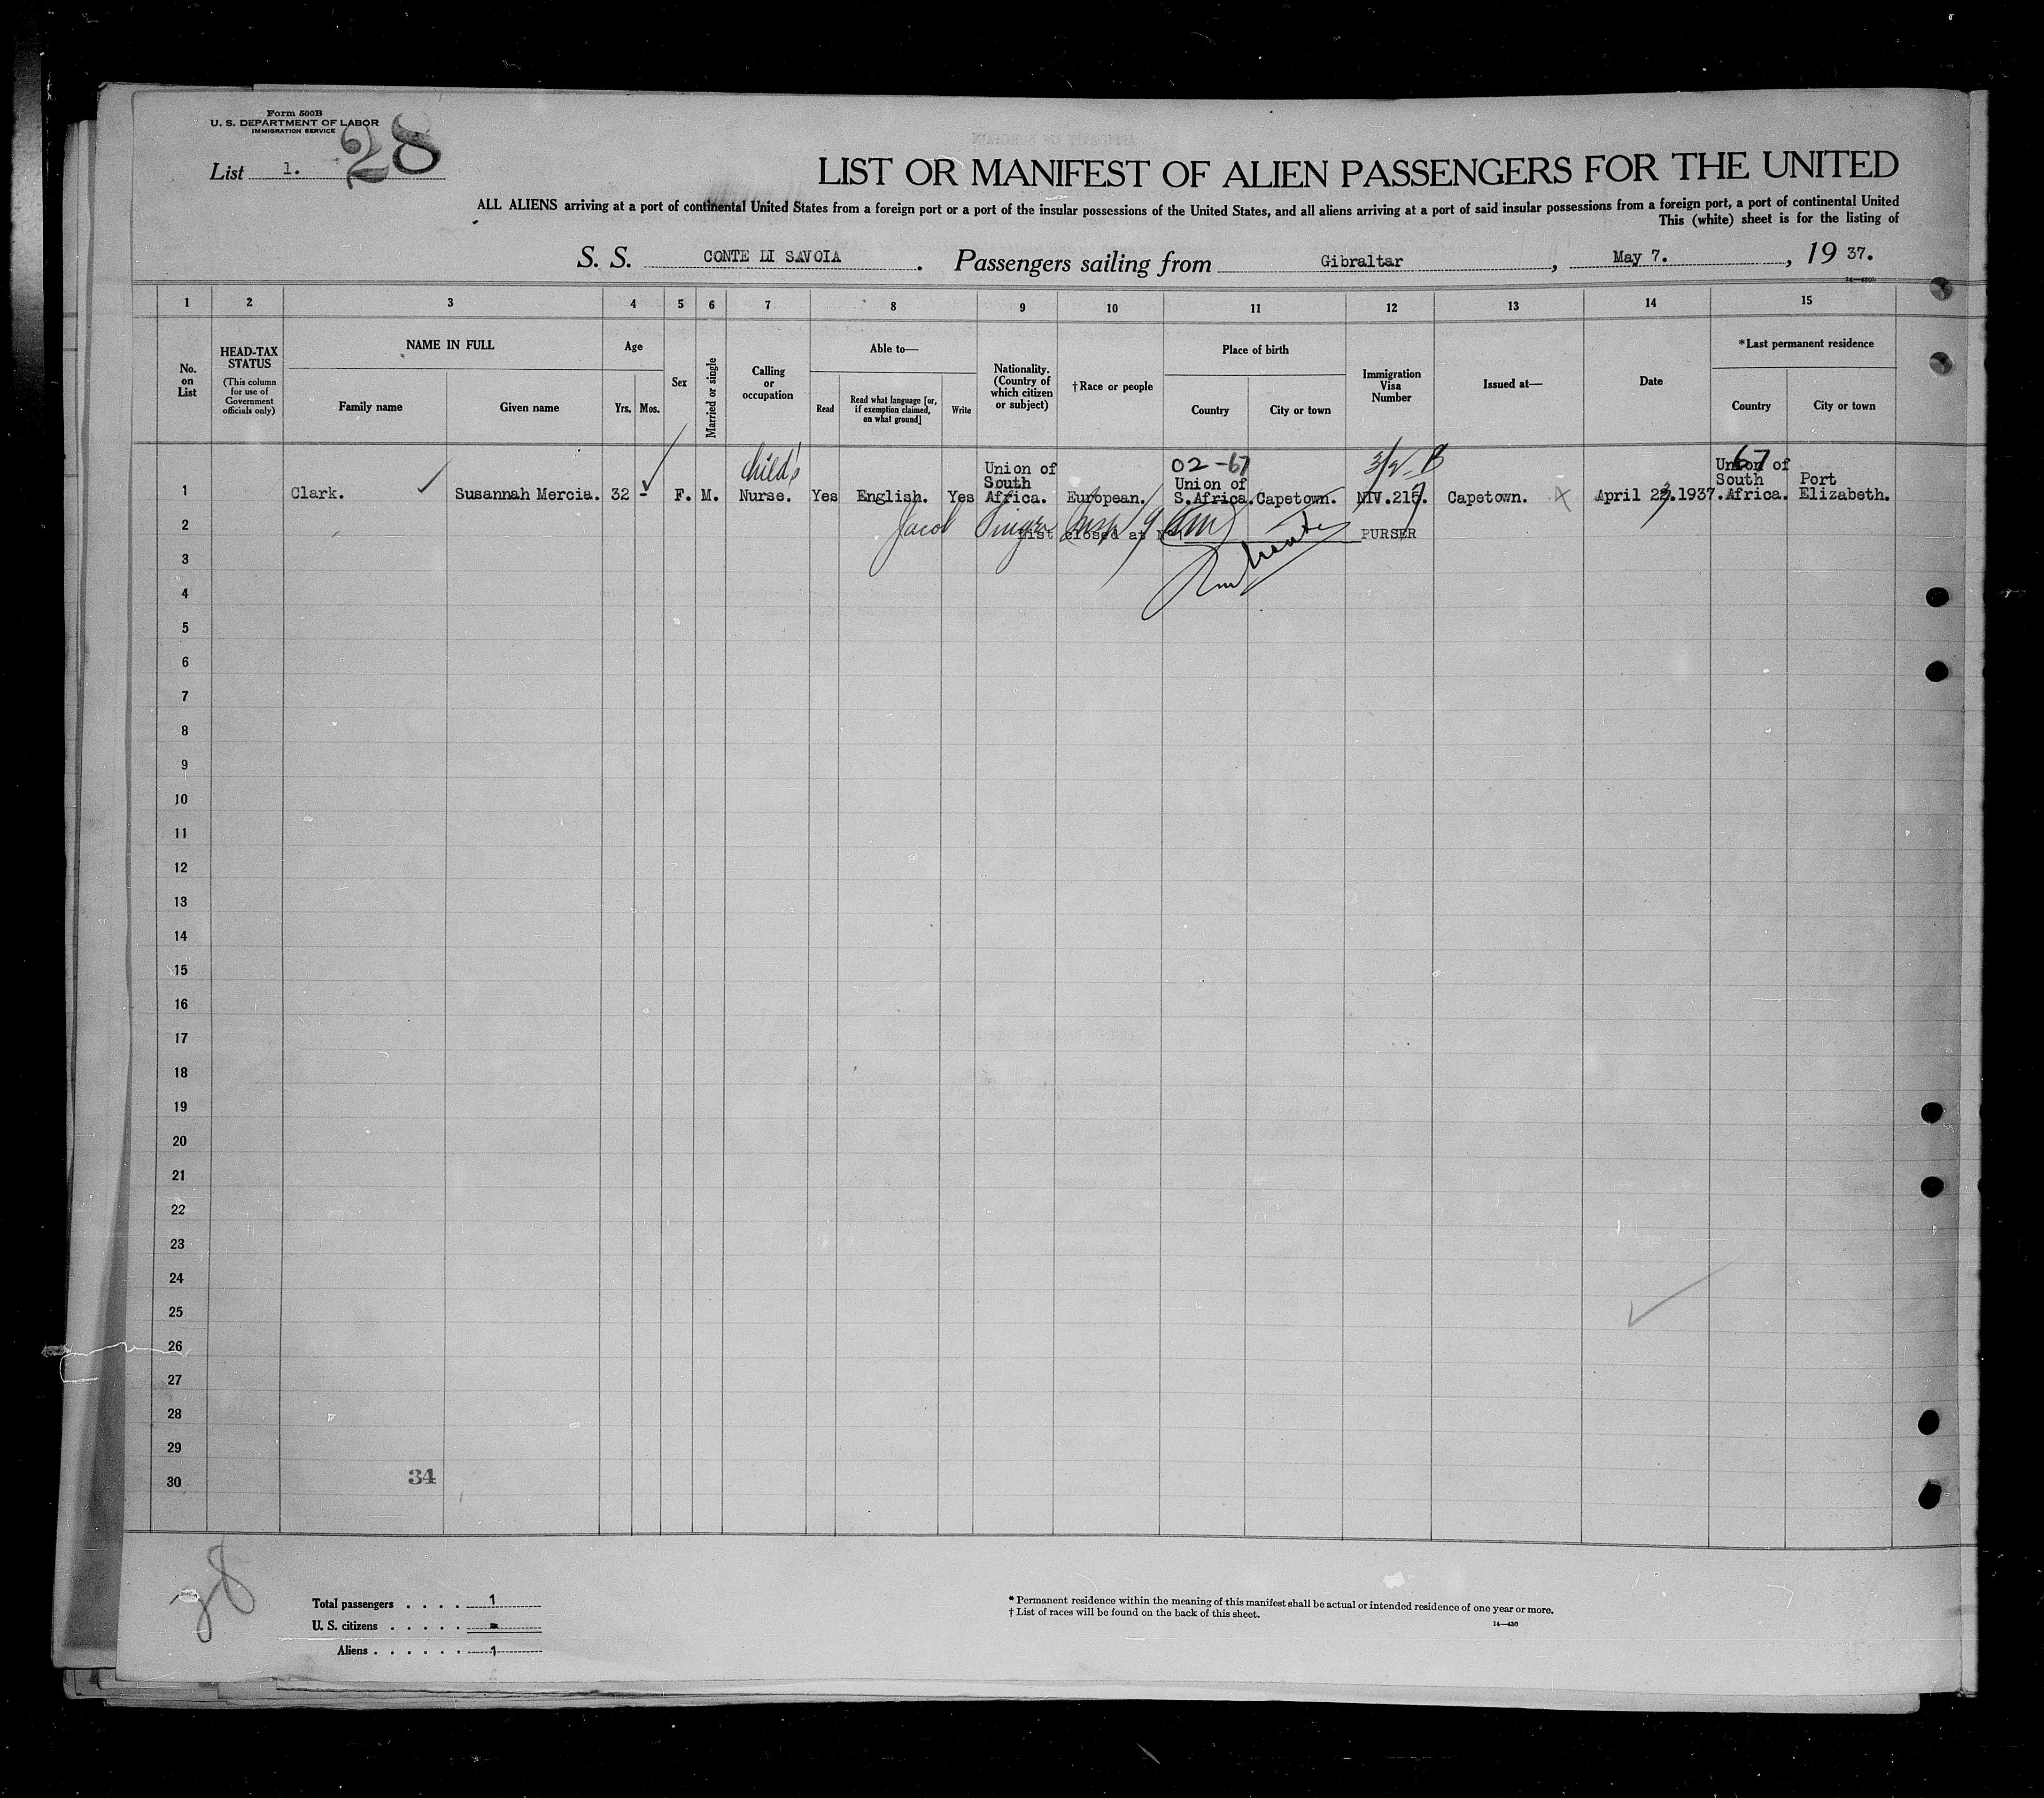 Form 500B
U. S. DEPARTMENT OF LABOR
IMMIGRATION SERVICE
List 1. 28
LIST OR MANIFEST OF ALIEN PASSENGERS FOR THE UNITED
ALL ALIENS arriving at a port of continental United States from a foreign port or a port of the insular possessions of the United States, and all aliens arriving at a port of said insular possessions from a foreign port, a port of continental United
This (white) sheet is for the listing of
S. S. CONTE DI SAVOIA. Passengers sailing from Gibraltar, May 7., 19 37.
1 2 3 4 5 6 7 8 9 10 11 12 13 14 15
No. on List
HEAD-TAX STATUS
(This column for use of Government officials only)
NAME IN FULL
Family name
Given name
Age
Yrs.
Mos.
Sex
Married or single
Calling or occupation
Able to—
Read
Read what language [or, if exemption claimed, on what ground]
Write
Nationality. (Country of which citizen or subject)
†Race or people
Place of birth
Country
City or town
Immigration Visa Number
Issued at—
Date
*Last permanent residence
Country
City or town
child's 02-67 67
1 Clark. Susannah Mercia. 32 - F. M. Nurse. Yes English. Yes Union of South Africa. European. Union of S.Africa. Capetown. NIV.217. Capetown. April 23.1937. Union of South Africa. Port Elizabeth.
2 Jacob List closed at PURSER
3
4
5
6
7
8
9
10
11
12
13
14
15
16
17
18
19
20
21
22
23
24
25
26
27
28
29
30
34
28
Total passengers . . . . 1
U. S. citizens . . . . . -
Aliens . . . . . . 1
* Permanent residence within the meaning of this manifest shall be actual or intended residence of one year or more.
† List of races will be found on the back of this sheet.
14—430